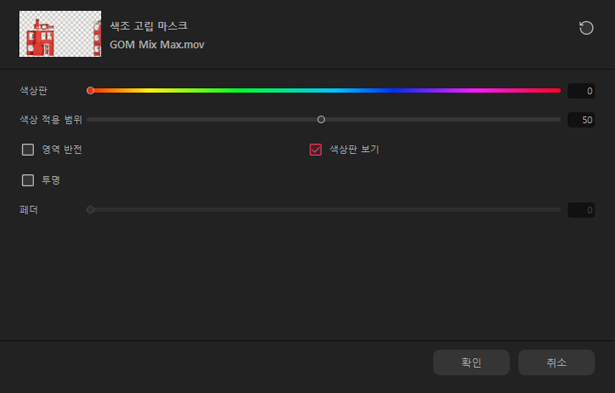 색조 고립 마스크
GOM Mix Max.mov
색상판 0
색상 적용 범위 50
영역 반전 색상판 보기
투명
페더 0
확인 취소